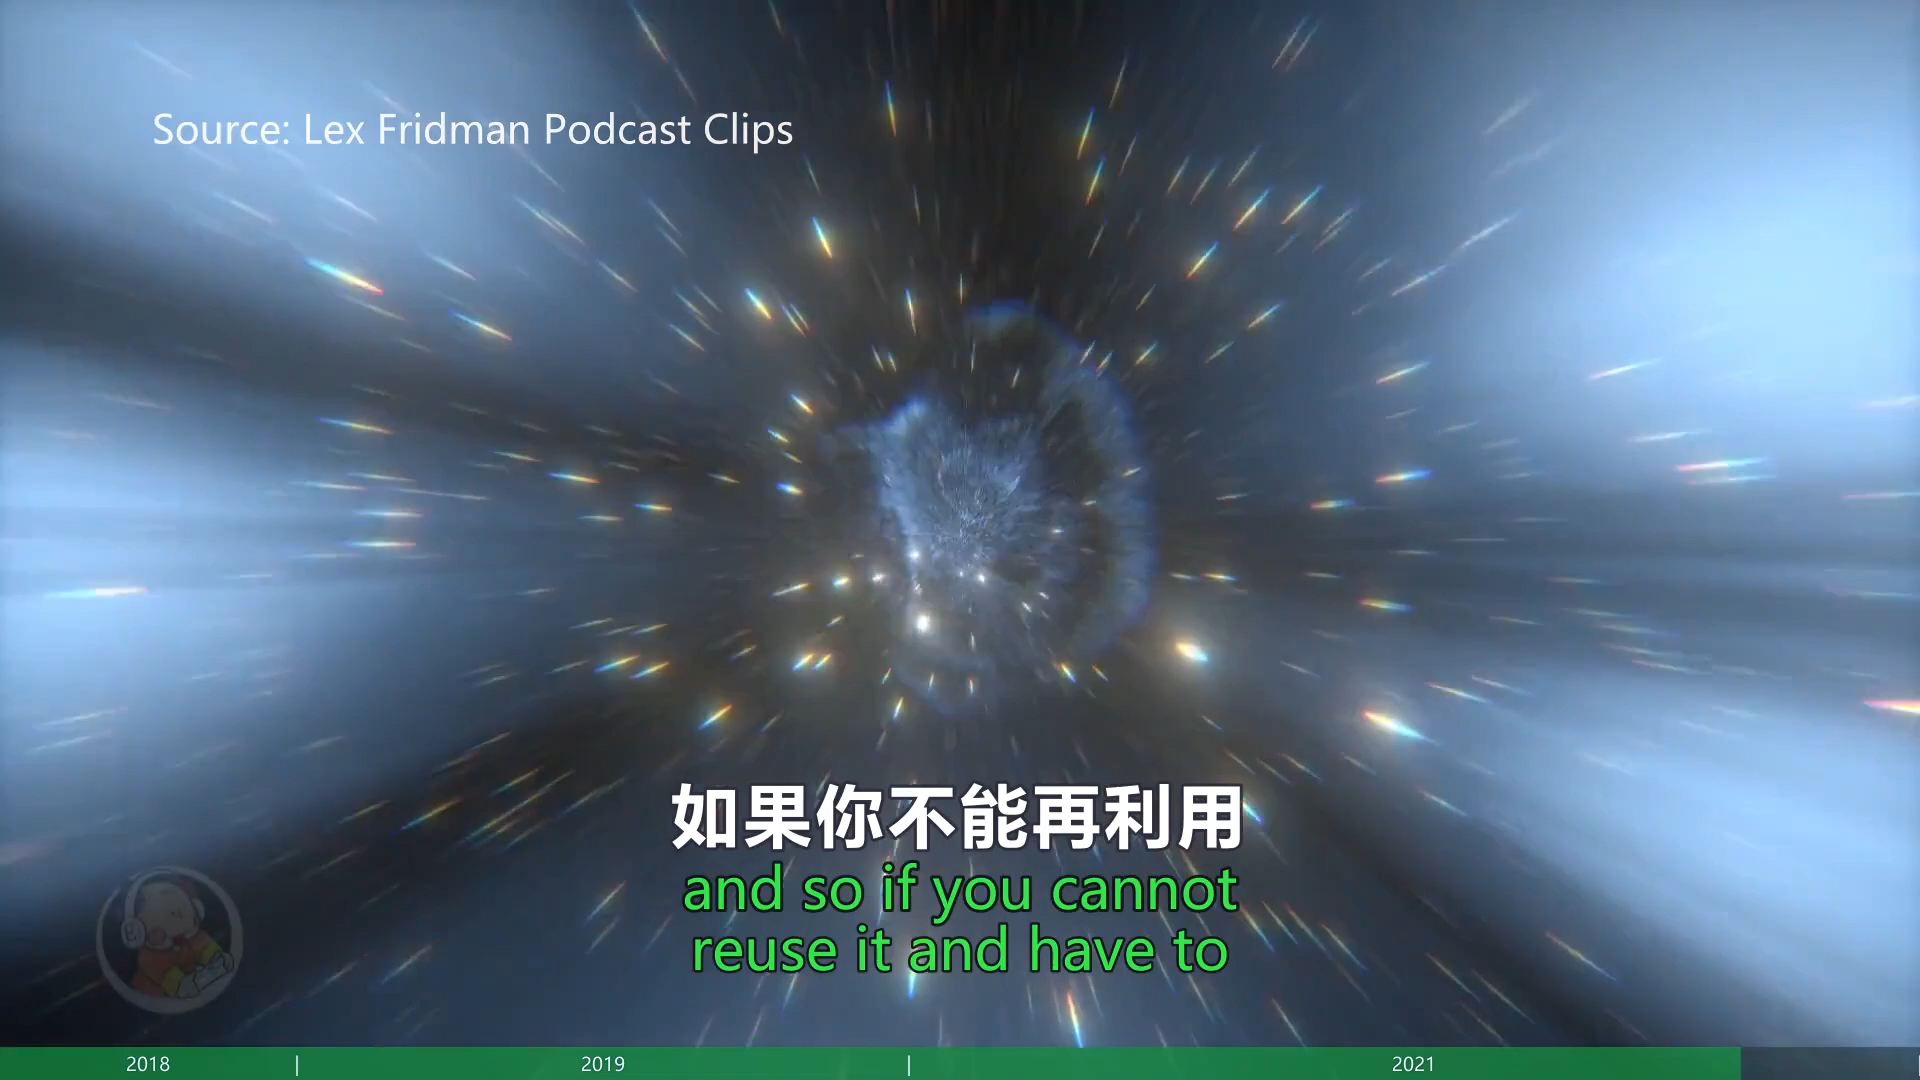 Source: Lex Fridman Podcast Clips
如果你不能再利用
and so if you cannot
reuse it and have to
2018 | 2019 | 2021